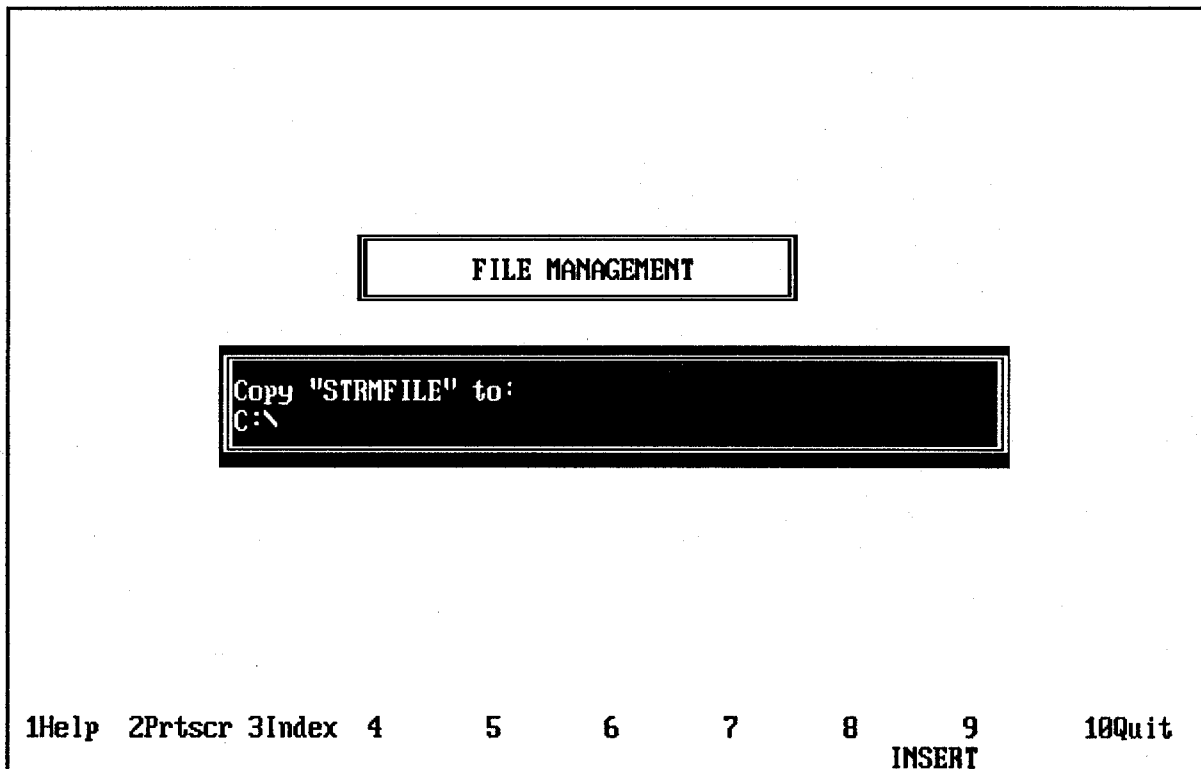 FILE MANAGEMENT
Copy "STRMFILE" to:
C:\
1Help 2Prtscr 3Index 4 5 6 7 8 9 10Quit
INSERT